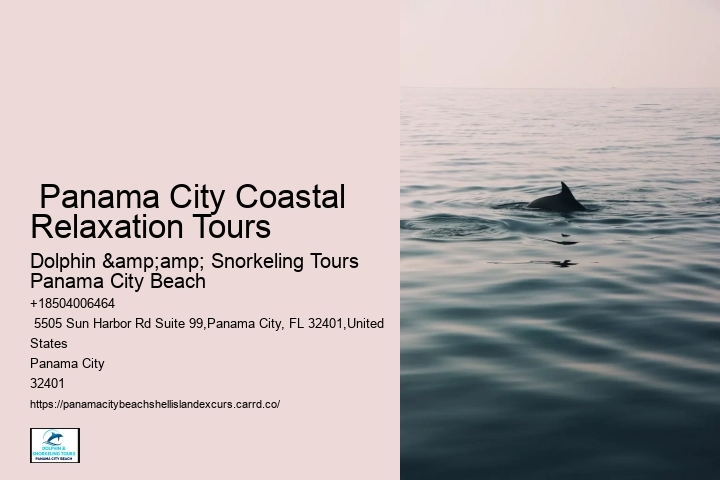 Panama City Coastal
Relaxation Tours
Dolphin &amp;amp; Snorkeling Tours
Panama City Beach
+18504006464
5505 Sun Harbor Rd Suite 99,Panama City, FL 32401,United
States
Panama City
32401
https://panamacitybeachshellislandexcurs.carrd.co/
DOLPHIN &
SNORKELING TOURS
PANAMA CITY BEACH